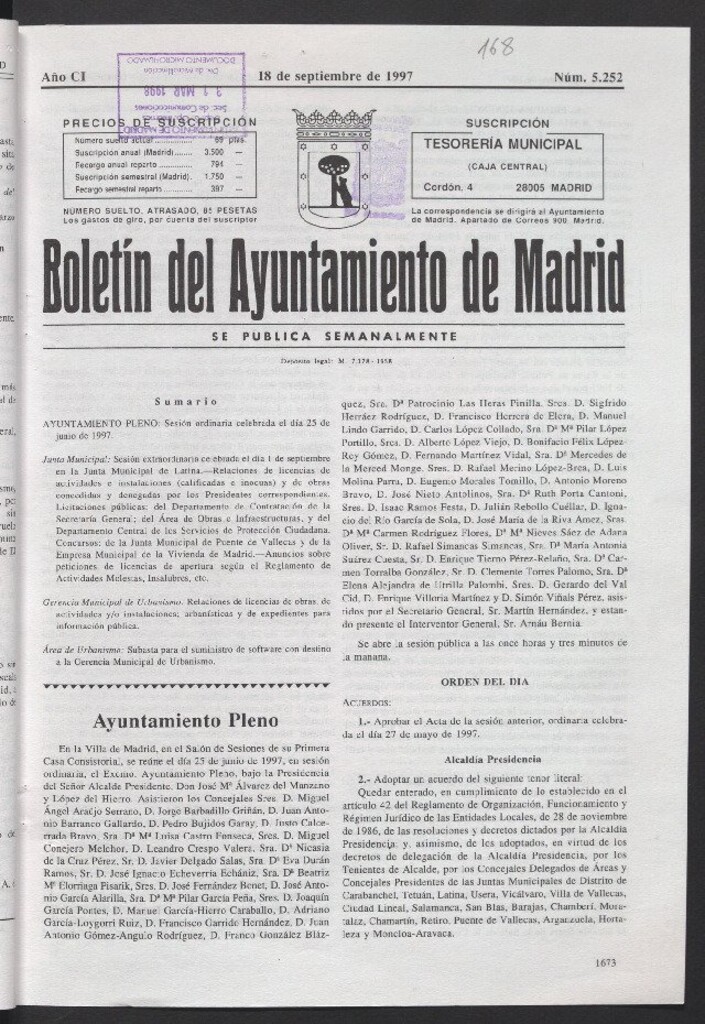 168
Año CI
18 de septiembre de 1997
Núm. 5.252
31 MAR 1998
PRECIOS DE SUSCRIPCIÓN
Número suelto actual 85 ptas.
Suscripción anual (Madrid) 3.500 —
Recargo anual reparto 794 —
Suscripción semestral (Madrid) 1.750 —
Recargo semestral reparto 397 —
NÚMERO SUELTO, ATRASADO, 85 PESETAS
Los gastos de giro, por cuenta del suscriptor
SUSCRIPCIÓN
TESORERÍA MUNICIPAL
(CAJA CENTRAL)
Cordón, 4 28005 MADRID
La correspondencia se dirigirá al Ayuntamiento
de Madrid. Apartado de Correos 900. Madrid.
Boletín del Ayuntamiento de Madrid
SE PUBLICA SEMANALMENTE
Depósito legal: M. 7.178 - 1958
Sumario
AYUNTAMIENTO PLENO: Sesión ordinaria celebrada el día 25 de
junio de 1997.
Junta Municipal: Sesión extraordinaria celebrada el día 1 de septiembre
en la Junta Municipal de Latina.—Relaciones de licencias de
actividades e instalaciones (calificadas e inocuas) y de obras
concedidas y denegadas por los Presidentes correspondientes.
Licitaciones públicas: del Departamento de Contratación de la
Secretaría General; del Área de Obras e Infraestructuras, y del
Departamento Central de los Servicios de Protección Ciudadana.
Concursos: de la Junta Municipal de Puente de Vallecas y de la
Empresa Municipal de la Vivienda de Madrid.—Anuncios sobre
peticiones de licencias de apertura según el Reglamento de
Actividades Molestas, Insalubres, etc.
Gerencia Municipal de Urbanismo: Relaciones de licencias de obras, de
actividades y/o instalaciones; urbanísticas y de expedientes para
información pública.
Área de Urbanismo: Subasta para el suministro de software con destino
a la Gerencia Municipal de Urbanismo.
Ayuntamiento Pleno
En la Villa de Madrid, en el Salón de Sesiones de su Primera
Casa Consistorial, se reúne el día 25 de junio de 1997, en sesión
ordinaria, el Excmo. Ayuntamiento Pleno, bajo la Presidencia
del Señor Alcalde Presidente, Don José Mª Álvarez del Manzano
y López del Hierro. Asistieron los Concejales Sres. D. Miguel
Ángel Araújo Serrano, D. Jorge Barbadillo Griñán, D. Juan Antonio
Barranco Gallardo, D. Pedro Bujidos Garay, D. Justo Calcerrada
Bravo, Sra. Dª Mª Luisa Castro Fonseca, Sres. D. Miguel
Conejero Melchor, D. Leandro Crespo Valera, Sra. Dª Nicasia
de la Cruz Pérez, Sr. D. Javier Delgado Salas, Sra. Dª Eva Durán
Ramos, Sr. D. José Ignacio Echeverría Echániz, Sra. Dª Beatriz
Mª Elorriaga Pisarik, Sres. D. José Fernández Bonet, D. José Antonio
García Alarilla, Sra. Dª Mª Pilar García Peña, Sres. D. Joaquín
García Pontes, D. Manuel García-Hierro Caraballo, D. Adriano
García-Loygorri Ruiz, D. Francisco Garrido Hernández, D. Juan
Antonio Gómez-Angulo Rodríguez, D. Franco González Bláz-
quez, Sra. Dª Patrocinio Las Heras Pinilla, Sres. D. Sigfrido
Herráez Rodríguez, D. Francisco Herrera de Elera, D. Manuel
Lindo Garrido, D. Carlos López Collado, Sra. Dª Mª Pilar López
Portillo, Sres. D. Alberto López Viejo, D. Bonifacio Félix López-
Rey Gómez, D. Fernando Martínez Vidal, Sra. Dª Mercedes de
la Merced Monge, Sres. D. Rafael Merino López-Brea, D. Luis
Molina Parra, D. Eugenio Morales Tomillo, D. Antonio Moreno
Bravo, D. José Nieto Antolinos, Sra. Dª Ruth Porta Cantoni,
Sres. D. Isaac Ramos Festa, D. Julián Rebollo Cuéllar, D. Ignacio
del Río García de Sola, D. José María de la Riva Amez, Sras.
Dª Mª Carmen Rodríguez Flores, Dª Mª Nieves Sáez de Adana
Oliver, Sr. D. Rafael Simancas Simancas, Sra. Dª María Antonia
Suárez Cuesta, Sr. D. Enrique Tierno Pérez-Relaño, Sra. Dª Carmen
Torralba González, Sr. D. Clemente Torres Palomo, Sra. Dª
Elena Alejandra de Utrilla Palombi, Sres. D. Gerardo del Val
Cid, D. Enrique Villoria Martínez y D. Simón Viñals Pérez, asistidos
por el Secretario General, Sr. Martín Hernández, y estando
presente el Interventor General, Sr. Arnáu Bernia.
Se abre la sesión pública a las once horas y tres minutos de
la mañana.
ORDEN DEL DIA
ACUERDOS:
1.- Aprobar el Acta de la sesión anterior, ordinaria celebrada
el día 27 de mayo de 1997.
Alcaldía Presidencia
2.- Adoptar un acuerdo del siguiente tenor literal:
Quedar enterado, en cumplimiento de lo establecido en el
artículo 42 del Reglamento de Organización, Funcionamiento y
Régimen Jurídico de las Entidades Locales, de 28 de noviembre
de 1986, de las resoluciones y decretos dictados por la Alcaldía
Presidencia y, asimismo, de los adoptados, en virtud de los
decretos de delegación de la Alcaldía Presidencia, por los
Tenientes de Alcalde, por los Concejales Delegados de Áreas y
Concejales Presidentes de las Juntas Municipales de Distrito de
Carabanchel, Tetuán, Latina, Usera, Vicálvaro, Villa de Vallecas,
Ciudad Lineal, Salamanca, San Blas, Barajas, Chamberí, Moratalaz,
Chamartín, Retiro, Puente de Vallecas, Arganzuela, Hortaleza
y Moncloa-Aravaca.
1673